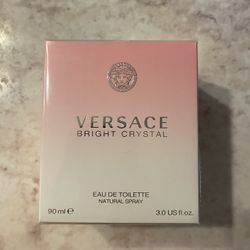 VERSACE
BRIGHT CRYSTAL
EAU DE TOILETTE
NATURAL SPRAY
90 ml ℮ 3.0 US fl.oz.